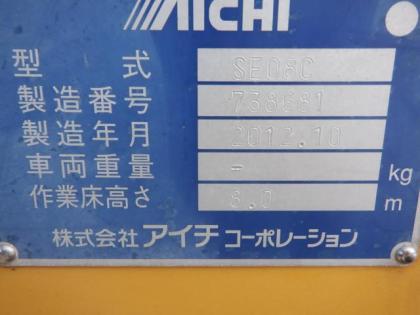 AICHI
型式 SE08C
製造番号 738681
製造年月 2012.10
車両重量 - kg
作業床高さ 8.0 m
株式会社 アイチ コーポレーション